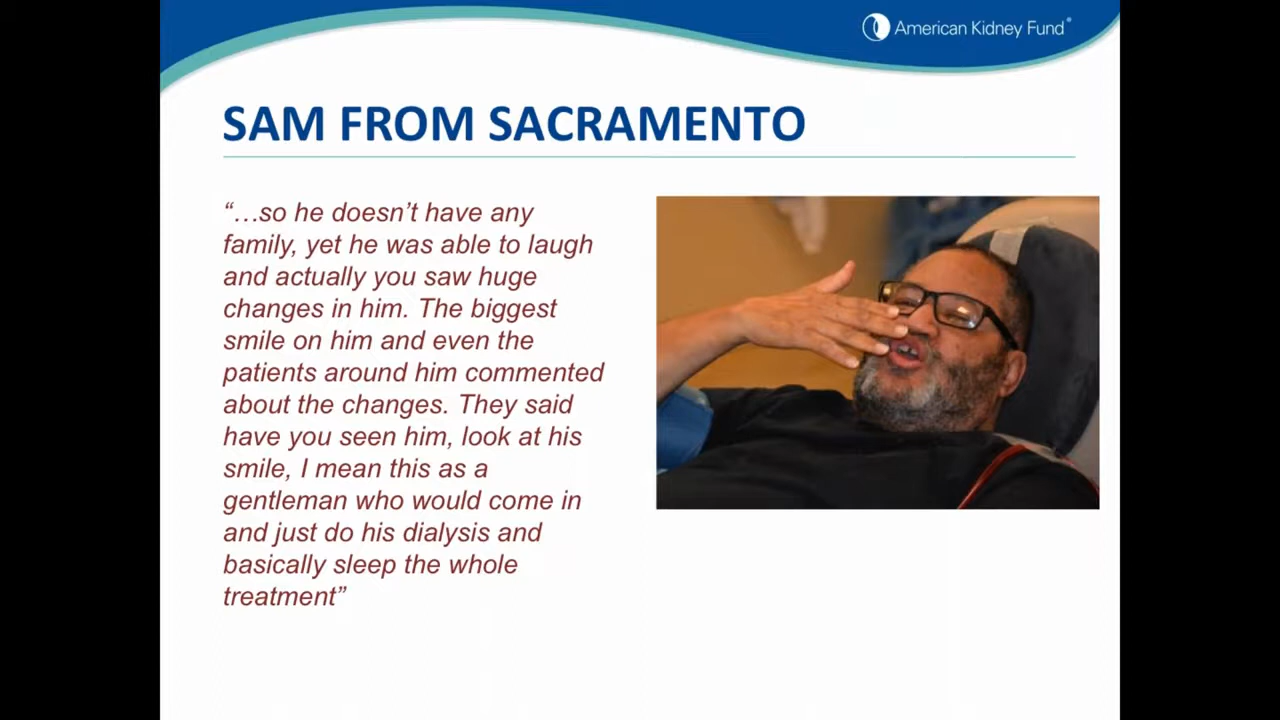 American Kidney Fund®
SAM FROM SACRAMENTO
“…so he doesn’t have any
family, yet he was able to laugh
and actually you saw huge
changes in him. The biggest
smile on him and even the
patients around him commented
about the changes. They said
have you seen him, look at his
smile, I mean this as a
gentleman who would come in
and just do his dialysis and
basically sleep the whole
treatment”